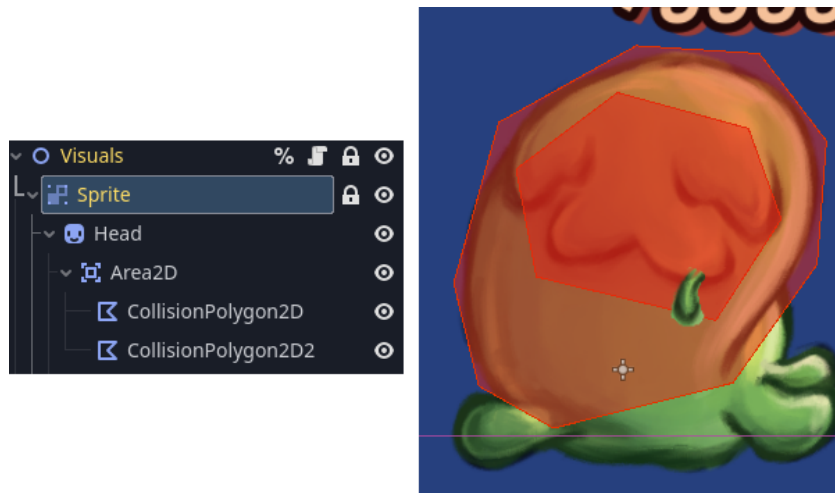 Visuals %
Sprite
Head
Area2D
CollisionPolygon2D
CollisionPolygon2D2